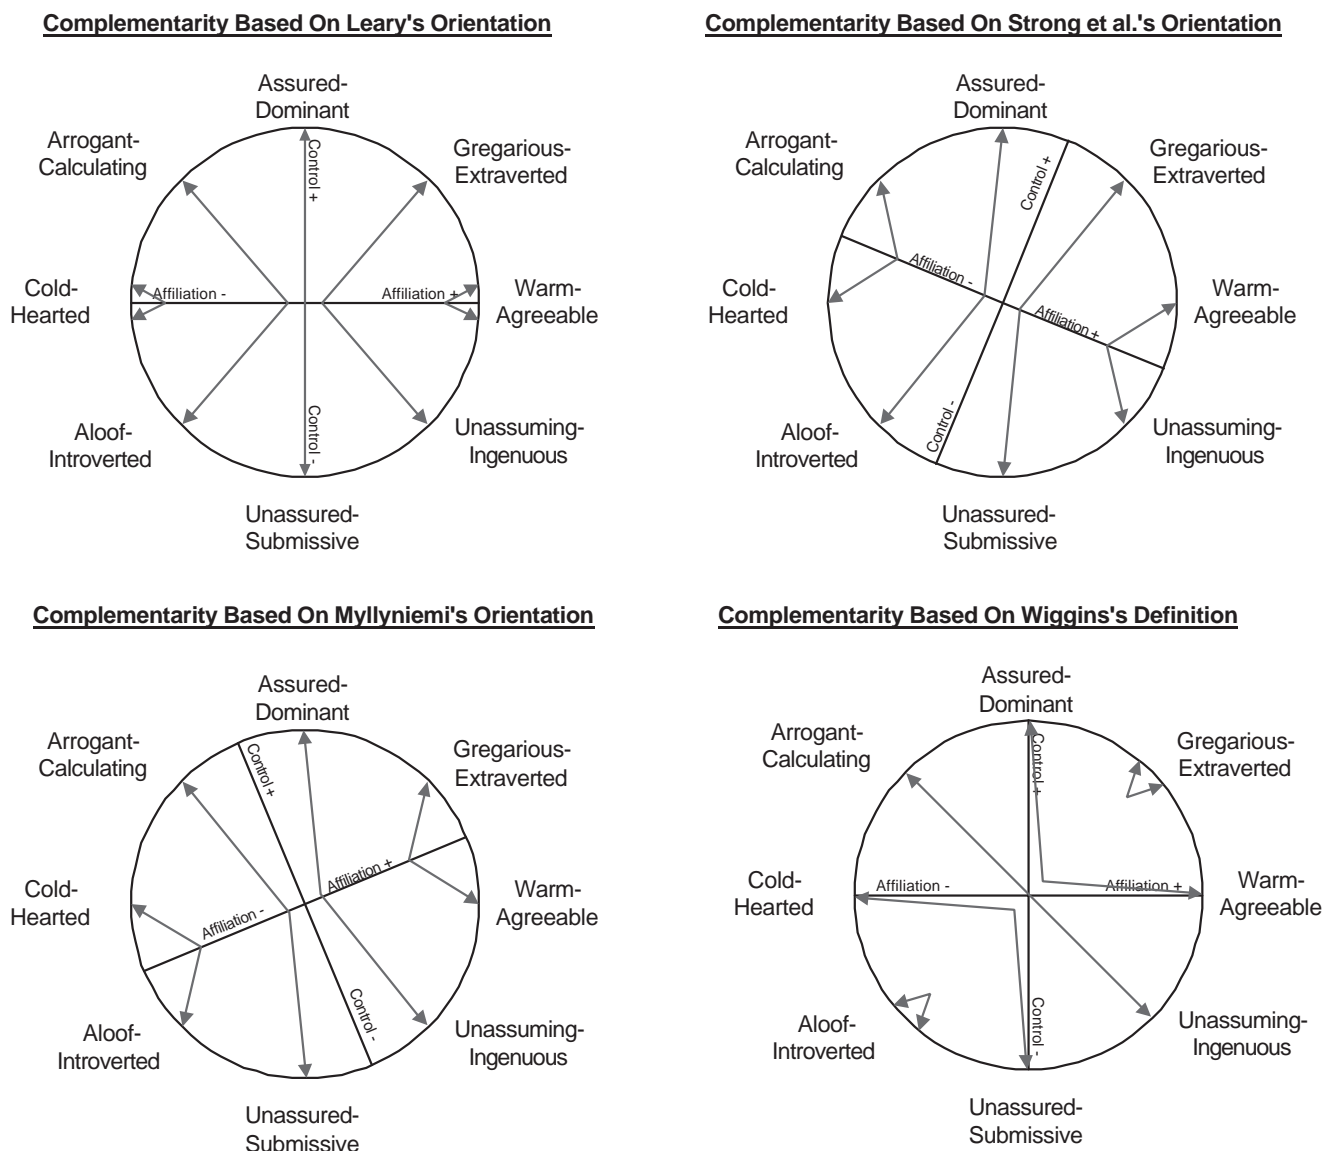 Complementarity Based On Leary's Orientation
Assured-
Dominant
Arrogant-
Calculating
Gregarious-
Extraverted
Control +
Cold-
Hearted
Affiliation -
Affiliation +
Warm-
Agreeable
Control -
Aloof-
Introverted
Unassuming-
Ingenuous
Unassured-
Submissive
Complementarity Based On Strong et al.'s Orientation
Assured-
Dominant
Arrogant-
Calculating
Gregarious-
Extraverted
Control +
Cold-
Hearted
Affiliation -
Affiliation +
Warm-
Agreeable
Control -
Aloof-
Introverted
Unassuming-
Ingenuous
Unassured-
Submissive
Complementarity Based On Myllyniemi's Orientation
Assured-
Dominant
Arrogant-
Calculating
Gregarious-
Extraverted
Control +
Cold-
Hearted
Affiliation -
Affiliation +
Warm-
Agreeable
Control -
Aloof-
Introverted
Unassuming-
Ingenuous
Unassured-
Submissive
Complementarity Based On Wiggins's Definition
Assured-
Dominant
Arrogant-
Calculating
Gregarious-
Extraverted
Control +
Cold-
Hearted
Affiliation -
Affiliation +
Warm-
Agreeable
Control -
Aloof-
Introverted
Unassuming-
Ingenuous
Unassured-
Submissive